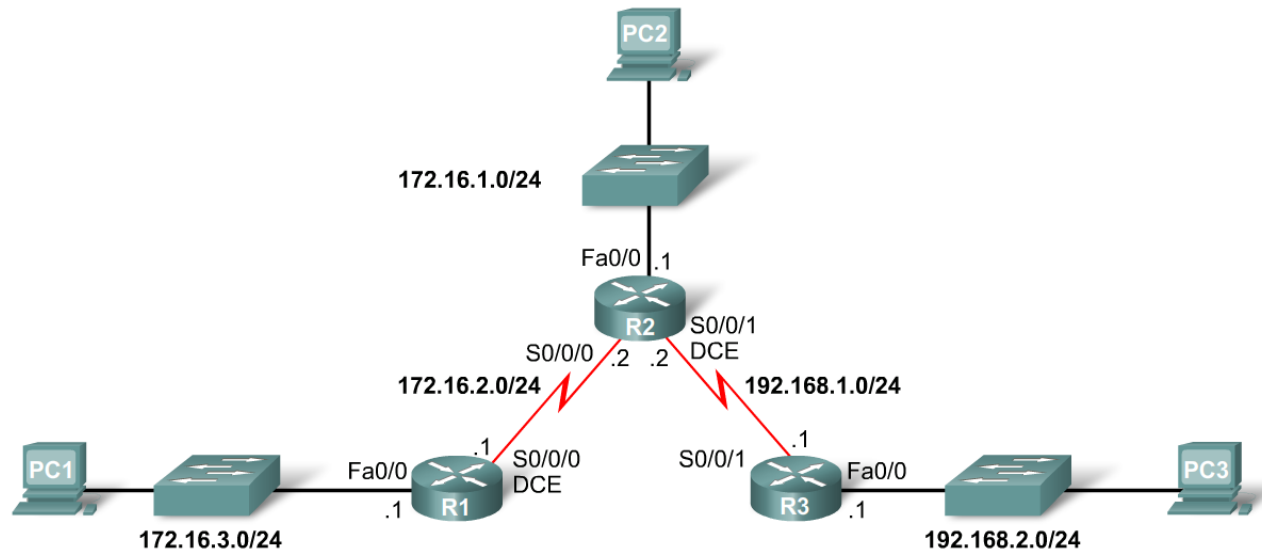 PC2
172.16.1.0/24
Fa0/0
.1
R2
S0/0/1
DCE
S0/0/0
.2
.2
172.16.2.0/24
192.168.1.0/24
.1
S0/0/0
DCE
.1
S0/0/1
PC1
Fa0/0
.1
R1
R3
Fa0/0
.1
PC3
172.16.3.0/24
192.168.2.0/24